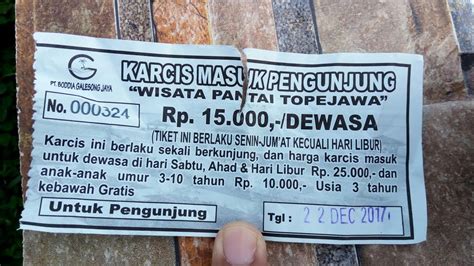 KARCIS MASUK PENGUNJUNG
PT. BODDIA GALESONG JAYA
"WISATA PANTAI TOPEJAWA"
No. 000324
Rp. 15.000,-/DEWASA
(TIKET INI BERLAKU SENIN-JUM'AT KECUALI HARI LIBUR)
Karcis ini berlaku sekali berkunjung, dan harga karcis masuk
untuk dewasa di hari Sabtu, Ahad & Hari Libur Rp. 25.000,- dan
anak-anak umur 3-10 tahun Rp. 10.000,- Usia 3 tahun
kebawah Gratis
Untuk Pengunjung
Tgl : 22 DEC 2017